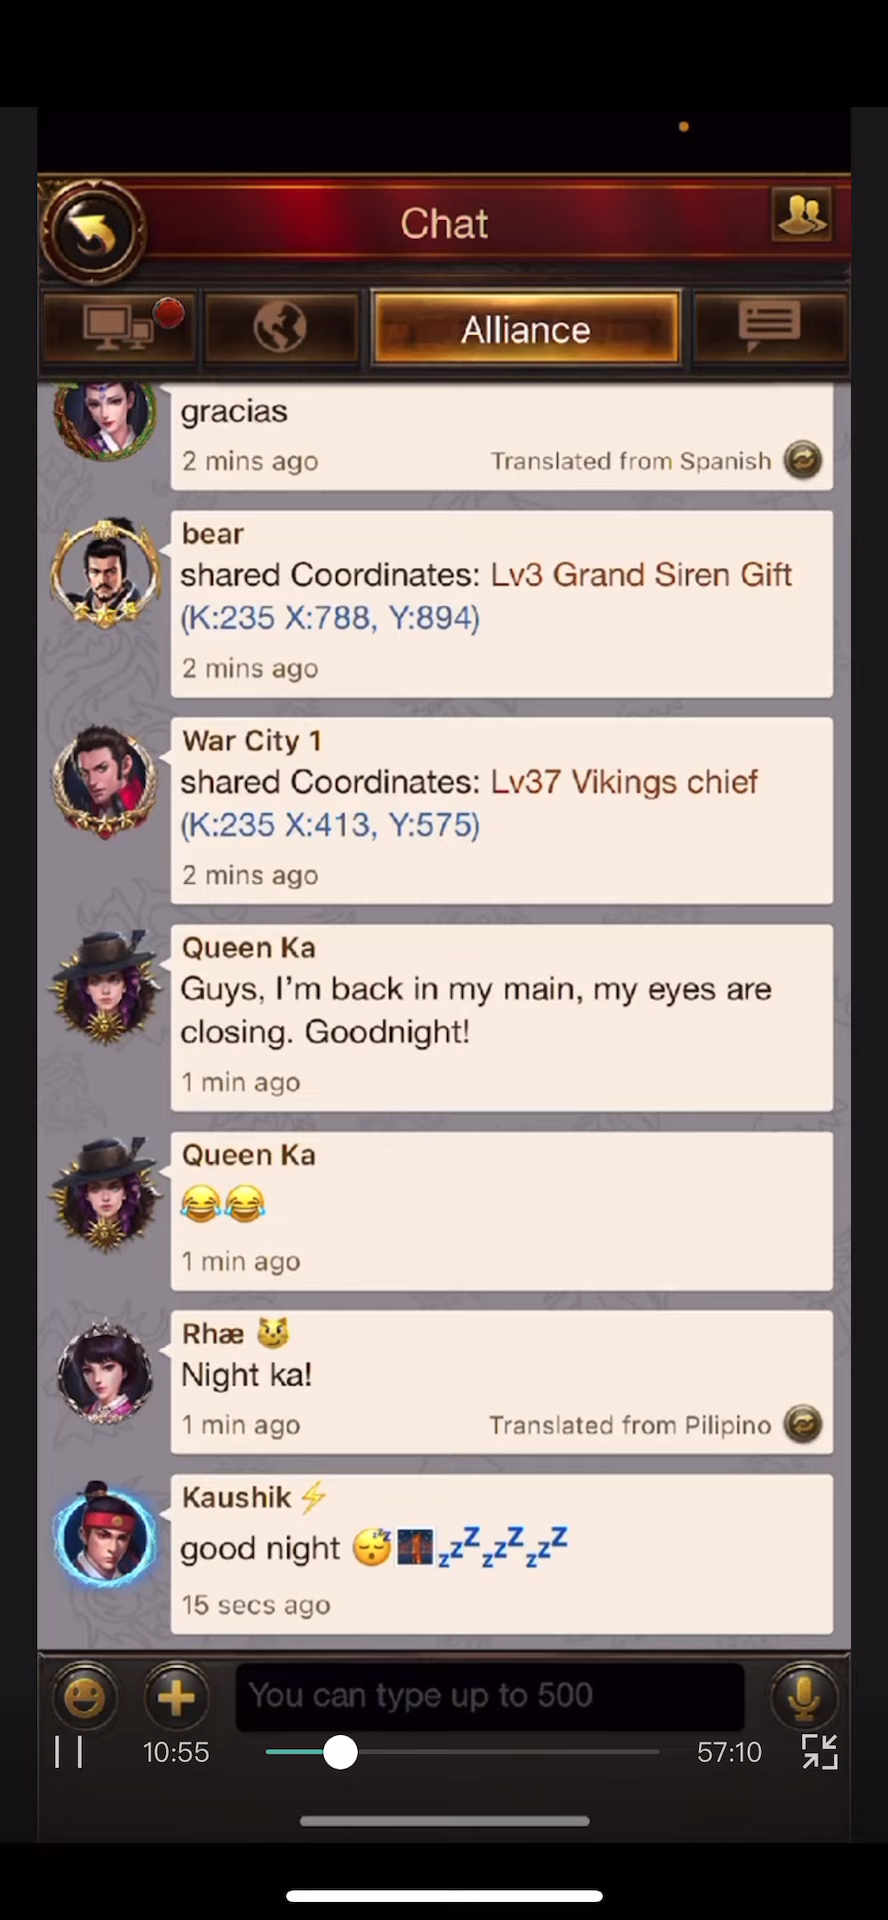 Chat
Alliance
gracias
2 mins ago Translated from Spanish
bear
shared Coordinates: Lv3 Grand Siren Gift
(K:235 X:788, Y:894)
2 mins ago
War City 1
shared Coordinates: Lv37 Vikings chief
(K:235 X:413, Y:575)
2 mins ago
Queen Ka
Guys, I’m back in my main, my eyes are
closing. Goodnight!
1 min ago
Queen Ka
😂😂
1 min ago
Rhæ 😼
Night ka!
1 min ago Translated from Pilipino
Kaushik ⚡
good night 😴🌉💤💤💤
15 secs ago
You can type up to 500
10:55 57:10